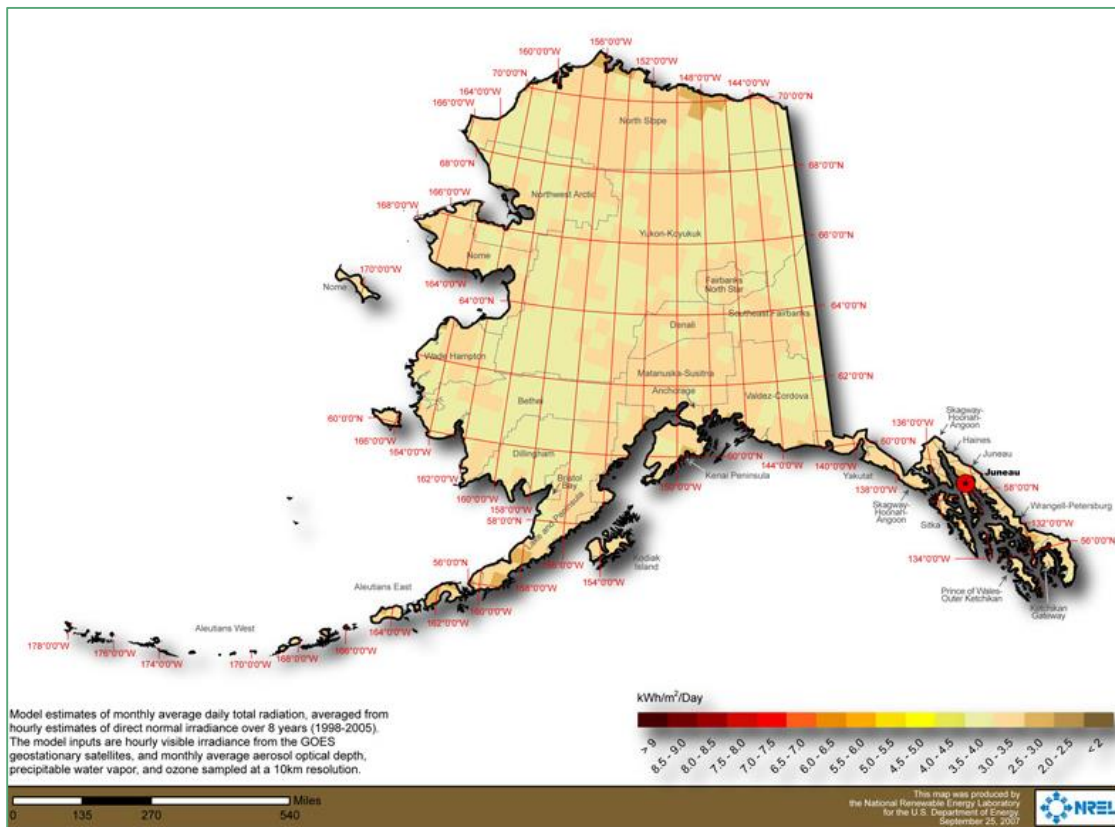 156°0'0"W
160°0'0"W
152°0'0"W
148°0'0"W
144°0'0"W
70°0'0"N
70°0'0"N
164°0'0"W
166°0'0"W
North Slope
68°0'0"N
68°0'0"N
166°0'0"W
Northwest Arctic
168°0'0"W
Yukon-Koyukuk
66°0'0"N
Nome
170°0'0"W
Nome
164°0'0"W
Fairbanks
North Star
64°0'0"N
64°0'0"N
Southeast Fairbanks
Denali
Wade Hampton
Matanuska-Susitna
62°0'0"N
Anchorage
Bethel
Valdez-Cordova
60°0'0"N
166°0'0"W
164°0'0"W
Dillingham
162°0'0"W
160°0'0"W
158°0'0"W
Bristol
Bay
58°0'0"N
Lake and Peninsula
60°0'0"N
Kenai Peninsula
144°0'0"W
140°0'0"W
Yakutat
138°0'0"W
60°0'0"N
136°0'0"W
Skagway-
Hoonah-
Angoon
Haines
Juneau
Juneau
58°0'0"N
Skagway-
Hoonah-
Angoon
Sitka
Wrangell-Petersburg
132°0'0"W
56°0'0"N
134°0'0"W
Prince of Wales-
Outer Ketchikan
Ketchikan
Gateway
Kodiak
Island
154°0'0"W
56°0'0"N
158°0'0"W
160°0'0"W
162°0'0"W
164°0'0"W
Aleutians East
166°0'0"W
168°0'0"W
170°0'0"W
Aleutians West
174°0'0"W
176°0'0"W
178°0'0"W
Model estimates of monthly average daily total radiation, averaged from
hourly estimates of direct normal irradiance over 8 years (1998-2005).
The model inputs are hourly visible irradiance from the GOES
geostationary satellites, and monthly average aerosol optical depth,
precipitable water vapor, and ozone sampled at a 10km resolution.
kWh/m²/Day
> 9
8.5 - 9.0
8.0 - 8.5
7.5 - 8.0
7.0 - 7.5
6.5 - 7.0
6.0 - 6.5
5.5 - 6.0
5.0 - 5.5
4.5 - 5.0
4.0 - 4.5
3.5 - 4.0
3.0 - 3.5
2.5 - 3.0
2.0 - 2.5
< 2
Miles
0 135 270 540
This map was produced by
the National Renewable Energy Laboratory
for the U.S. Department of Energy.
September 25, 2007
NREL